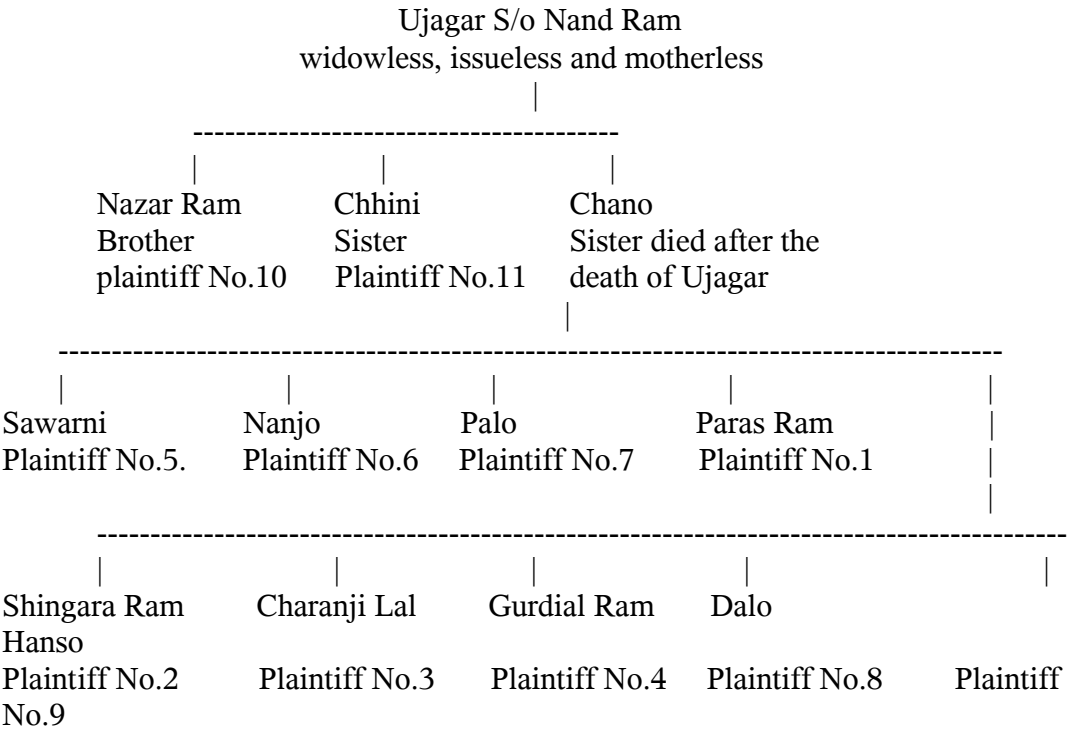 Ujagar S/o Nand Ram
widowless, issueless and motherless
|
----------------------------------------
| | |
Nazar Ram Chhini Chano
Brother Sister Sister died after the
plaintiff No.10 Plaintiff No.11 death of Ujagar
|
-----------------------------------------------------------------------------------------
| | | | |
Sawarni Nanjo Palo Paras Ram |
Plaintiff No.5. Plaintiff No.6 Plaintiff No.7 Plaintiff No.1 |
|
-------------------------------------------------------------------------------------------
| | | | |
Shingara Ram Charanji Lal Gurdial Ram Dalo
Hanso
Plaintiff No.2 Plaintiff No.3 Plaintiff No.4 Plaintiff No.8 Plaintiff
No.9